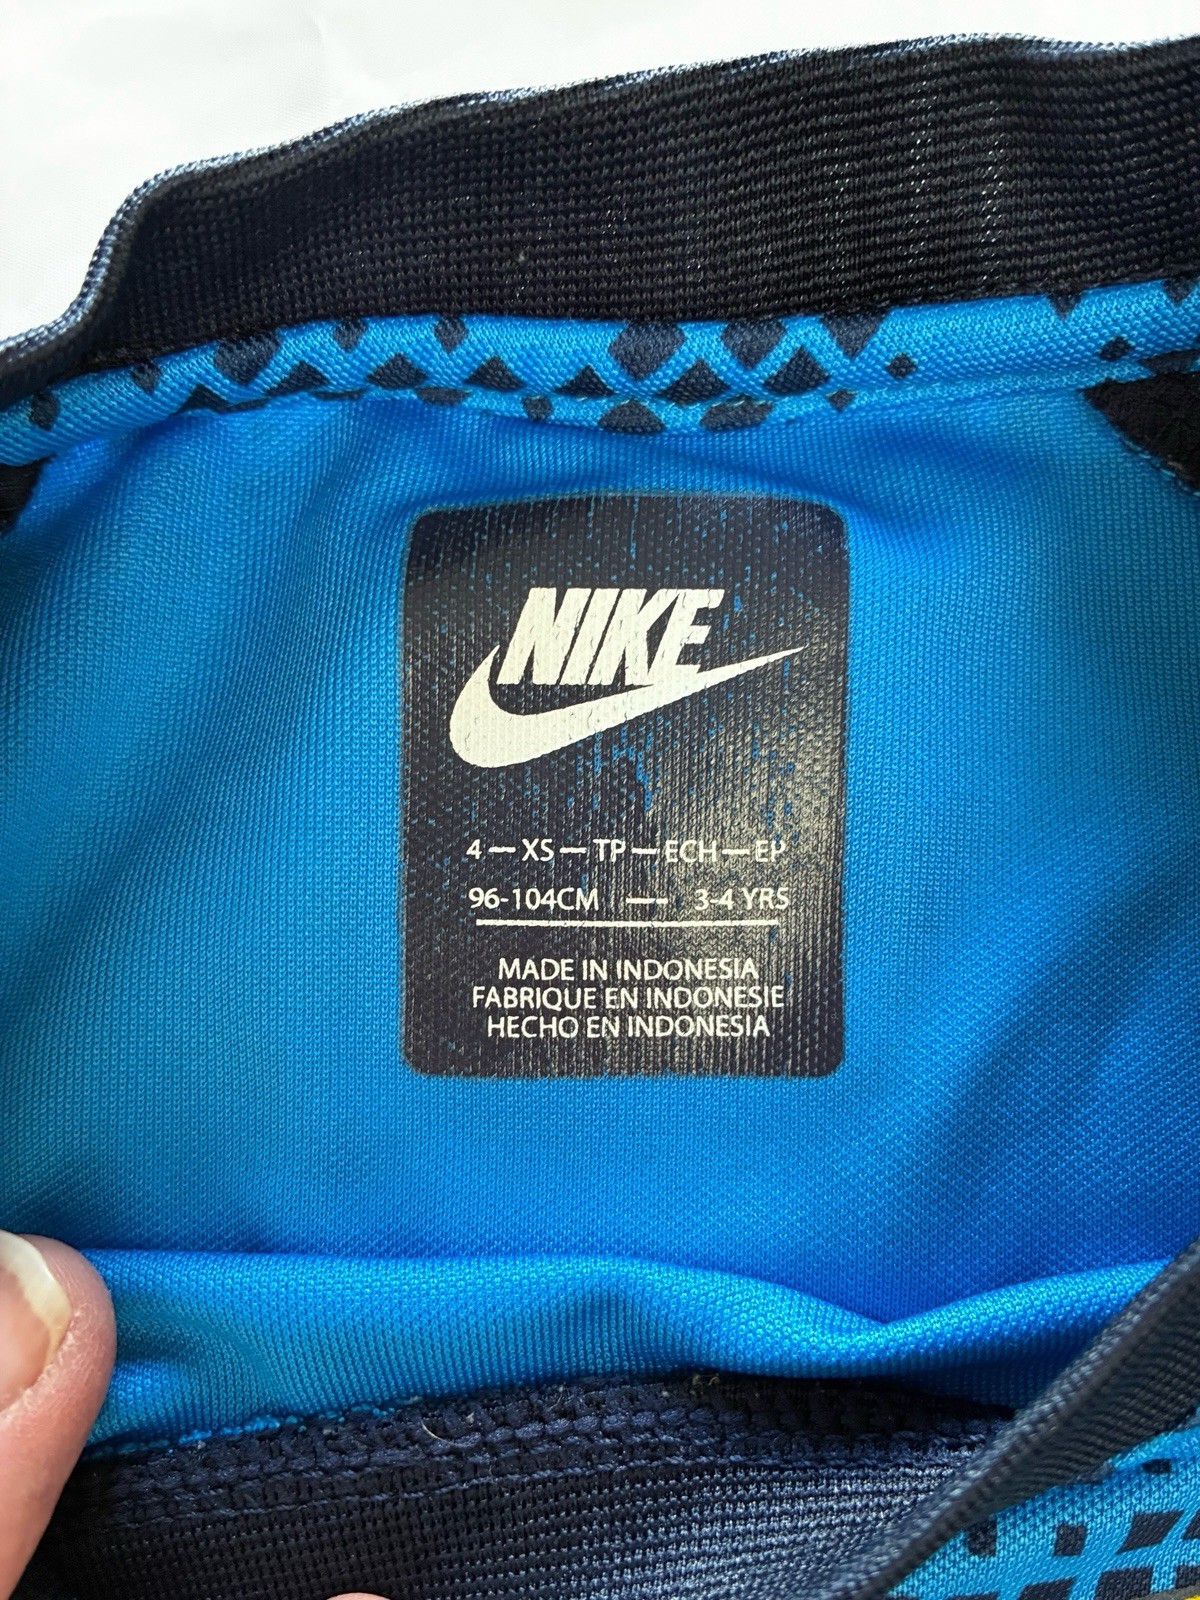 NIKE
4 — XS — TP — ECH — EP
96-104CM — 3-4 YRS
MADE IN INDONESIA
FABRIQUE EN INDONESIE
HECHO EN INDONESIA